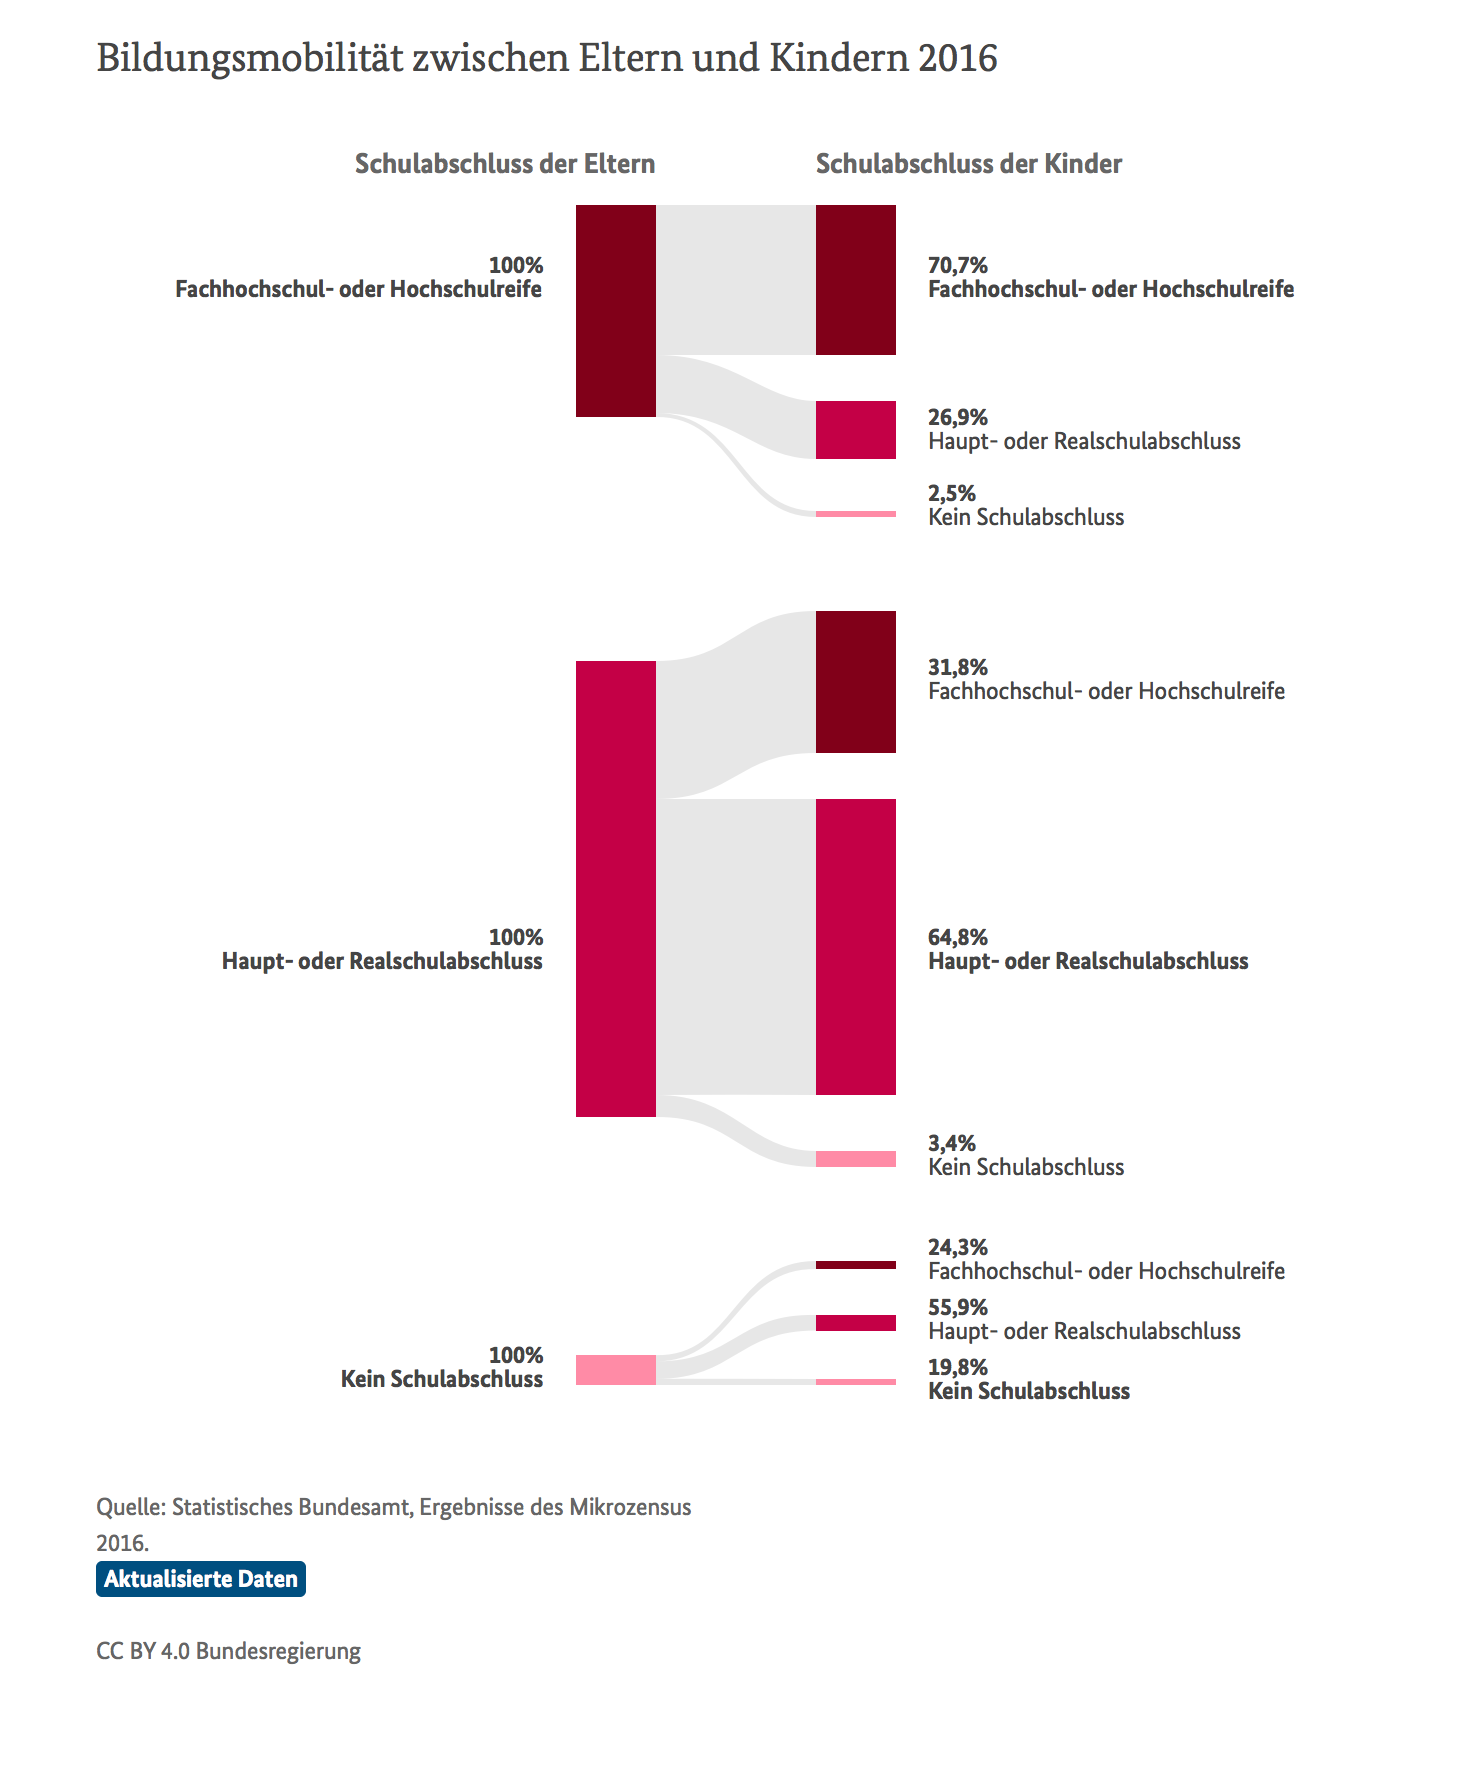 Bildungsmobilität zwischen Eltern und Kindern 2016
Schulabschluss der Eltern
Schulabschluss der Kinder
100%
Fachhochschul- oder Hochschulreife
70,7%
Fachhochschul- oder Hochschulreife
26,9%
Haupt- oder Realschulabschluss
2,5%
Kein Schulabschluss
31,8%
Fachhochschul- oder Hochschulreife
100%
Haupt- oder Realschulabschluss
64,8%
Haupt- oder Realschulabschluss
3,4%
Kein Schulabschluss
24,3%
Fachhochschul- oder Hochschulreife
55,9%
Haupt- oder Realschulabschluss
100%
Kein Schulabschluss
19,8%
Kein Schulabschluss
Quelle: Statistisches Bundesamt, Ergebnisse des Mikrozensus
2016.
Aktualisierte Daten
CC BY 4.0 Bundesregierung